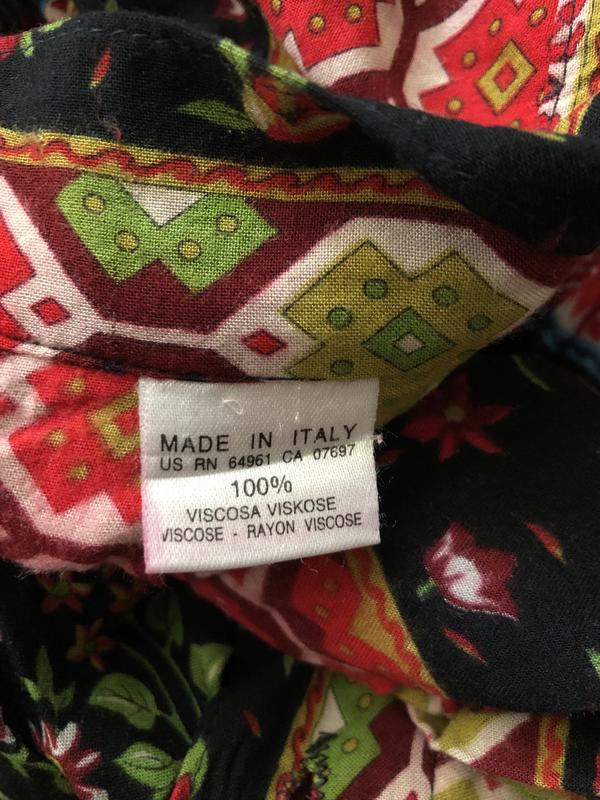 MADE IN ITALY
US RN 64961 CA 07697
100%
VISCOSA VISKOSE
VISCOSE - RAYON VISCOSE